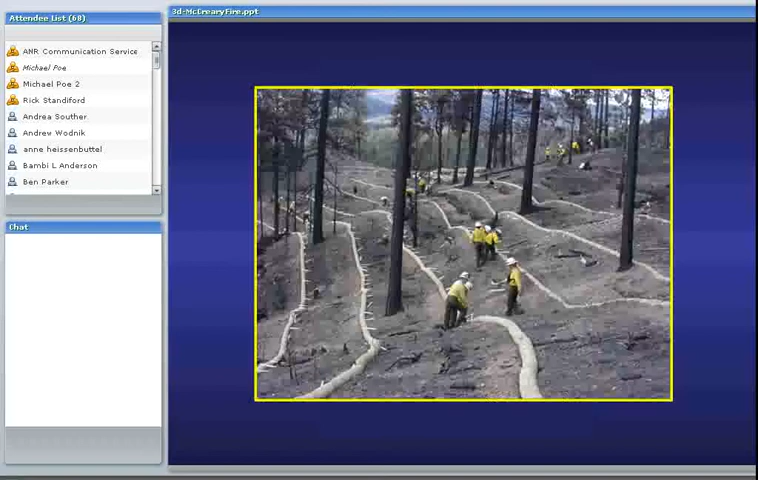 Attendee List (68)
3d-McCrearyFire.ppt
ANR Communication Service
Michael Poe
Michael Poe 2
Rick Standiford
Andrea Souther
Andrew Wodnik
anne heissenbuttel
Bambi L Anderson
Ben Parker
Chat